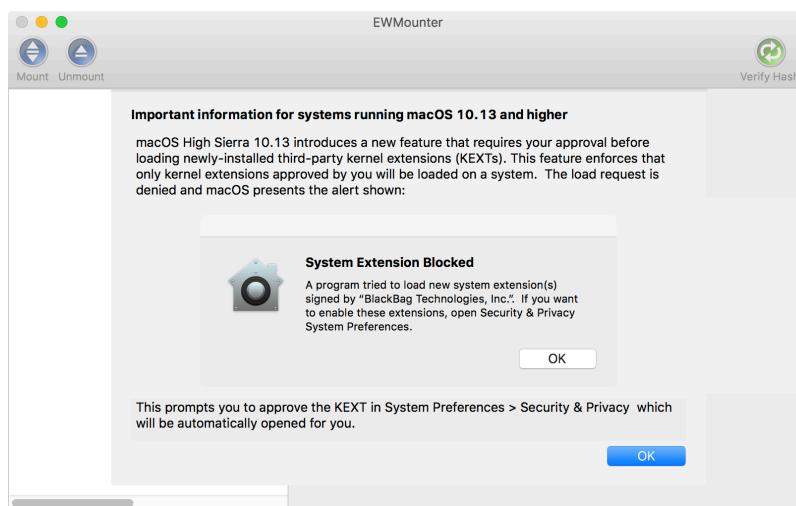 EWMounter
Mount Unmount
Verify Hash
Important information for systems running macOS 10.13 and higher
macOS High Sierra 10.13 introduces a new feature that requires your approval before
loading newly-installed third-party kernel extensions (KEXTs). This feature enforces that
only kernel extensions approved by you will be loaded on a system.  The load request is
denied and macOS presents the alert shown:
System Extension Blocked
A program tried to load new system extension(s)
signed by “BlackBag Technologies, Inc.”.  If you want
to enable these extensions, open Security & Privacy
System Preferences.
OK
This prompts you to approve the KEXT in System Preferences > Security & Privacy  which
will be automatically opened for you.
OK